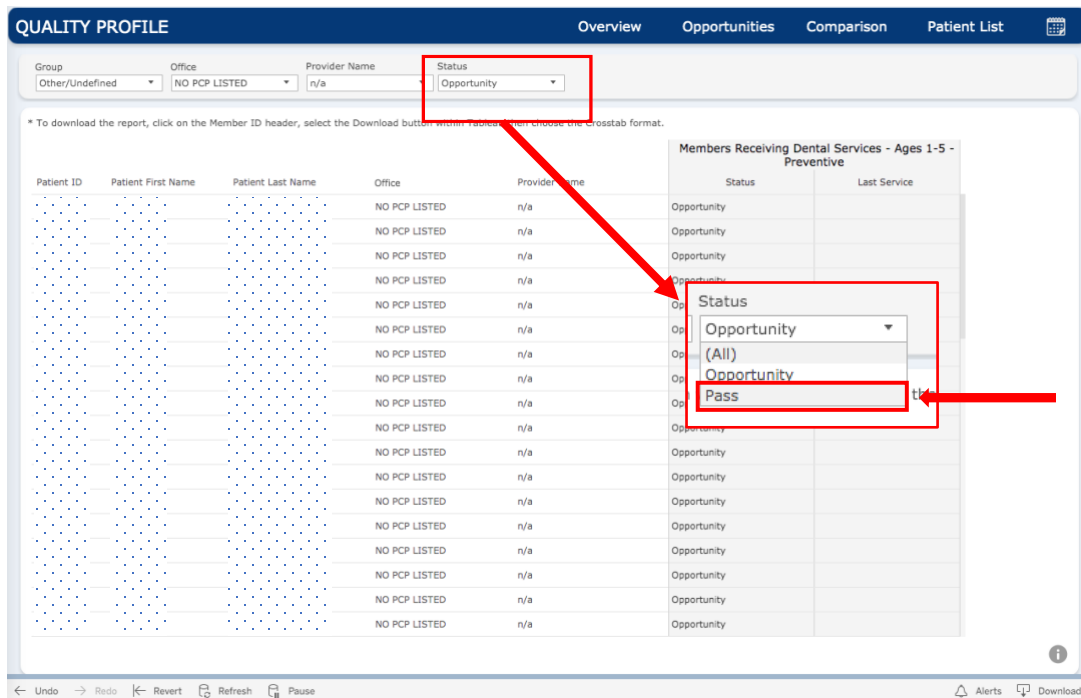 QUALITY PROFILE Overview Opportunities Comparison Patient List
Group Office Provider Name Status
Other/Undefined NO PCP LISTED n/a Opportunity
* To download the report, click on the Member ID header, select the Download button within Tableau then choose the Crosstab format.
Members Receiving Dental Services - Ages 1-5 -
Preventive
Patient ID Patient First Name Patient Last Name Office Provider Name Status Last Service
NO PCP LISTED n/a Opportunity
NO PCP LISTED n/a Opportunity
NO PCP LISTED n/a Opportunity
NO PCP LISTED n/a Opportunity
NO PCP LISTED n/a Op
NO PCP LISTED n/a Op
NO PCP LISTED n/a Op
NO PCP LISTED n/a Op
NO PCP LISTED n/a Op
NO PCP LISTED n/a Opportunity
NO PCP LISTED n/a Opportunity
NO PCP LISTED n/a Opportunity
NO PCP LISTED n/a Opportunity
NO PCP LISTED n/a Opportunity
NO PCP LISTED n/a Opportunity
NO PCP LISTED n/a Opportunity
NO PCP LISTED n/a Opportunity
NO PCP LISTED n/a Opportunity
Status
Opportunity
(All)
Opportunity
Pass
Undo Redo Revert Refresh Pause Alerts Download